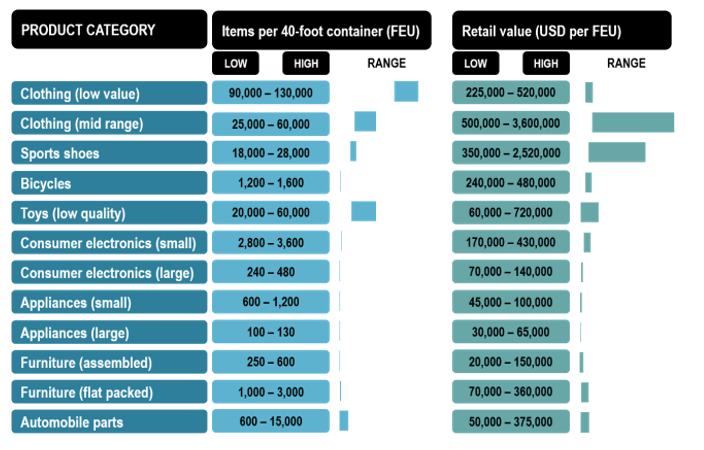 PRODUCT CATEGORY Items per 40-foot container (FEU) Retail value (USD per FEU)
LOW HIGH RANGE LOW HIGH RANGE
Clothing (low value) 90,000 – 130,000 225,000 – 520,000
Clothing (mid range) 25,000 – 60,000 500,000 – 3,600,000
Sports shoes 18,000 – 28,000 350,000 – 2,520,000
Bicycles 1,200 – 1,600 240,000 – 480,000
Toys (low quality) 20,000 – 60,000 60,000 – 720,000
Consumer electronics (small) 2,800 – 3,600 170,000 – 430,000
Consumer electronics (large) 240 – 480 70,000 – 140,000
Appliances (small) 600 – 1,200 45,000 – 100,000
Appliances (large) 100 – 130 30,000 – 65,000
Furniture (assembled) 250 – 600 20,000 – 150,000
Furniture (flat packed) 1,000 – 3,000 70,000 – 360,000
Automobile parts 600 – 15,000 50,000 – 375,000